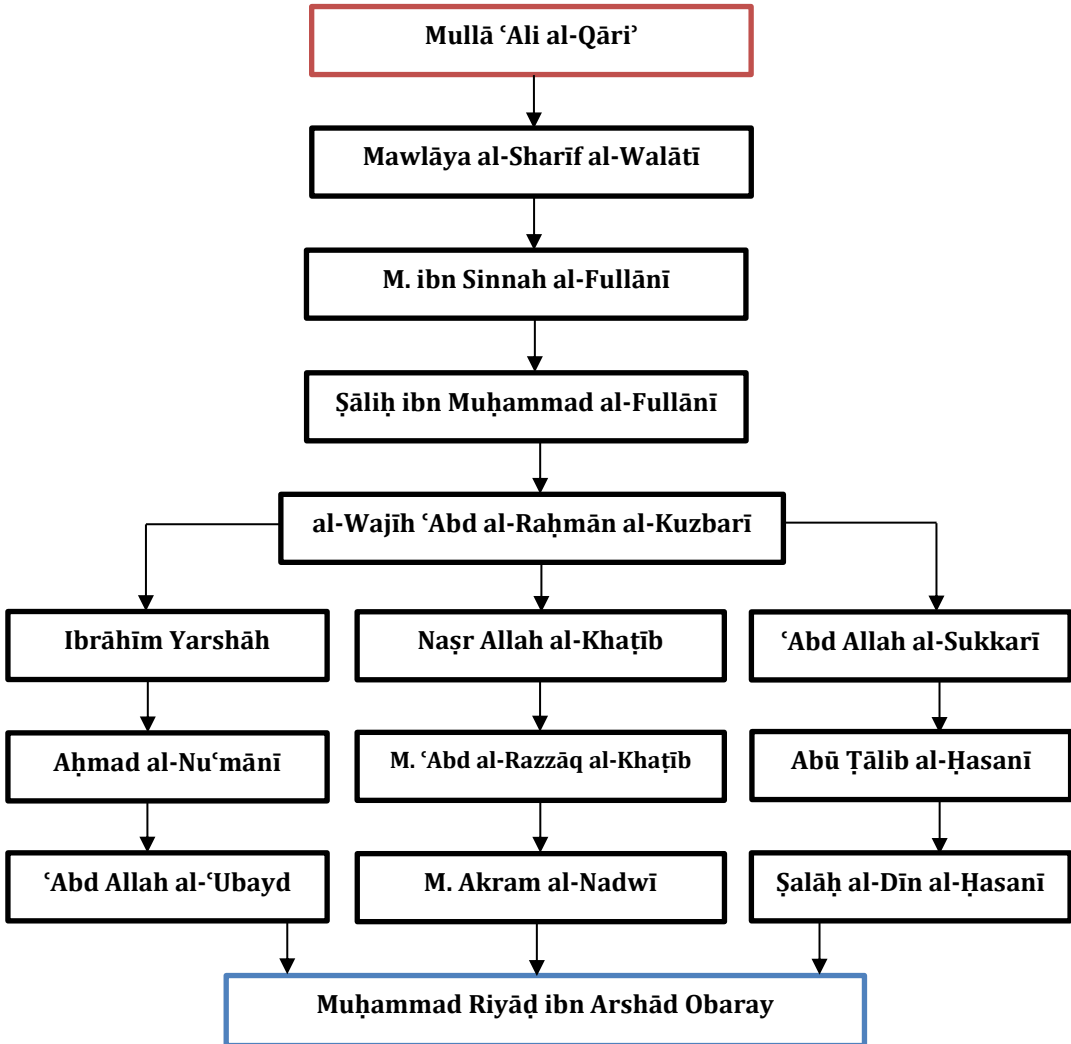 Mullā ʿAli al-Qāriʾ
Mawlāya al-Sharīf al-Walātī
M. ibn Sinnah al-Fullānī
Ṣāliḥ ibn Muḥammad al-Fullānī
al-Wajīh ʿAbd al-Raḥmān al-Kuzbarī
Ibrāhīm Yarshāh
Naṣr Allah al-Khaṭīb
ʿAbd Allah al-Sukkarī
Aḥmad al-Nuʿmānī
M. ʿAbd al-Razzāq al-Khaṭīb
Abū Ṭālib al-Ḥasanī
ʿAbd Allah al-ʿUbayd
M. Akram al-Nadwī
Ṣalāḥ al-Dīn al-Ḥasanī
Muḥammad Riyāḍ ibn Arshād Obaray